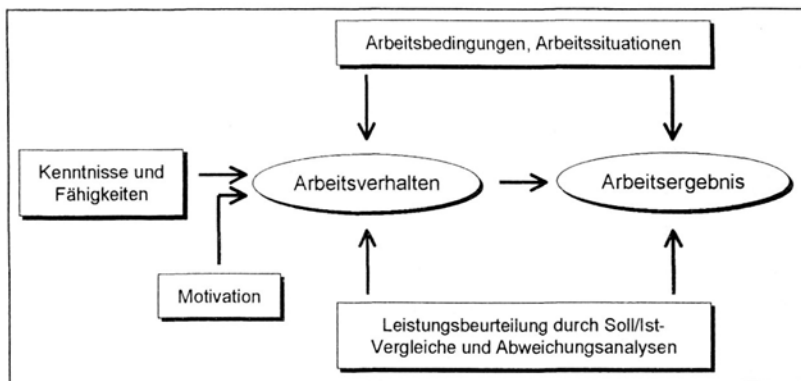 Arbeitsbedingungen, Arbeitssituationen
Kenntnisse und
Fähigkeiten
Arbeitsverhalten
Arbeitsergebnis
Motivation
Leistungsbeurteilung durch Soll/Ist-
Vergleiche und Abweichungsanalysen